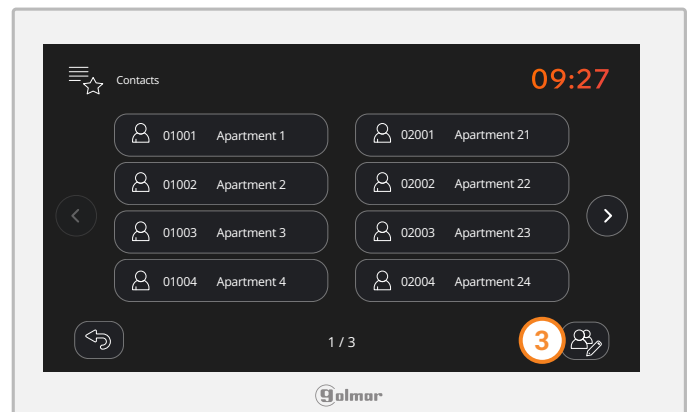 Contacts
09:27
01001 Apartment 1
02001 Apartment 21
01002 Apartment 2
02002 Apartment 22
01003 Apartment 3
02003 Apartment 23
01004 Apartment 4
02004 Apartment 24
1 / 3
3
golmar